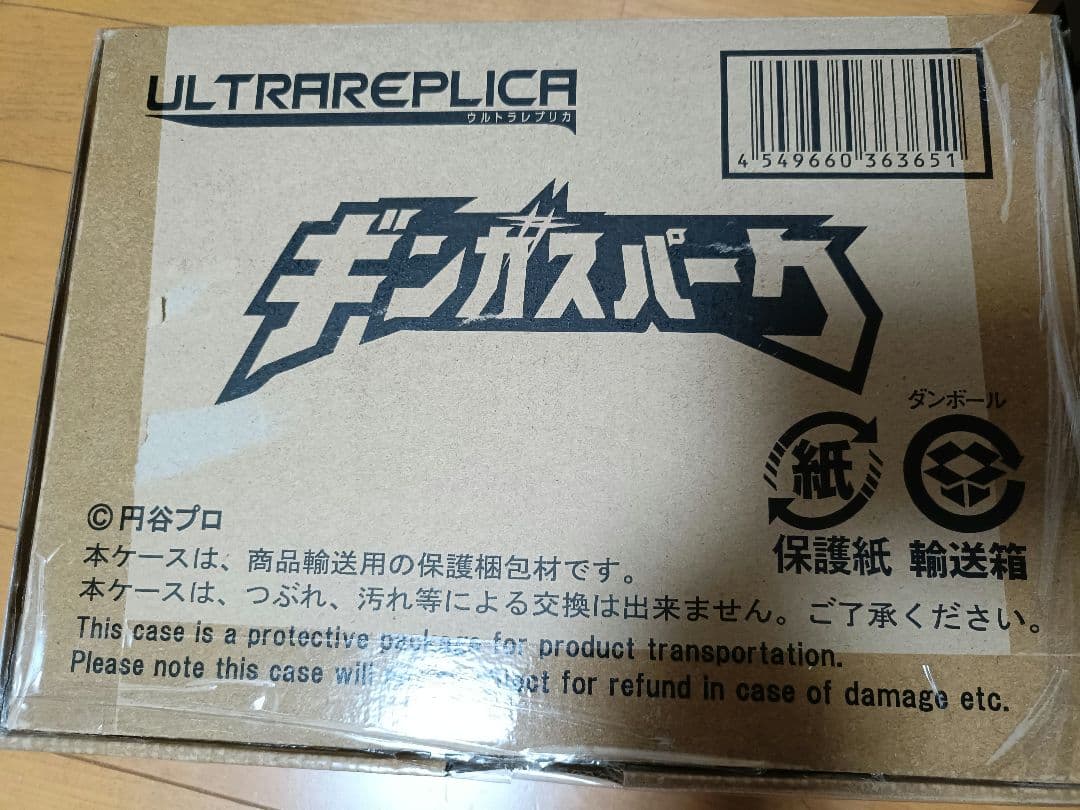 ULTRAREPLICA
ウルトラレプリカ
4 549660 363651
ギンガスパーク
ダンボール
紙
保護紙 輸送箱
©円谷プロ
本ケースは、商品輸送用の保護梱包材です。
本ケースは、つぶれ、汚れ等による交換は出来ません。ご了承ください。
This case is a protective package for product transportation.
Please note this case will for refund in case of damage etc.